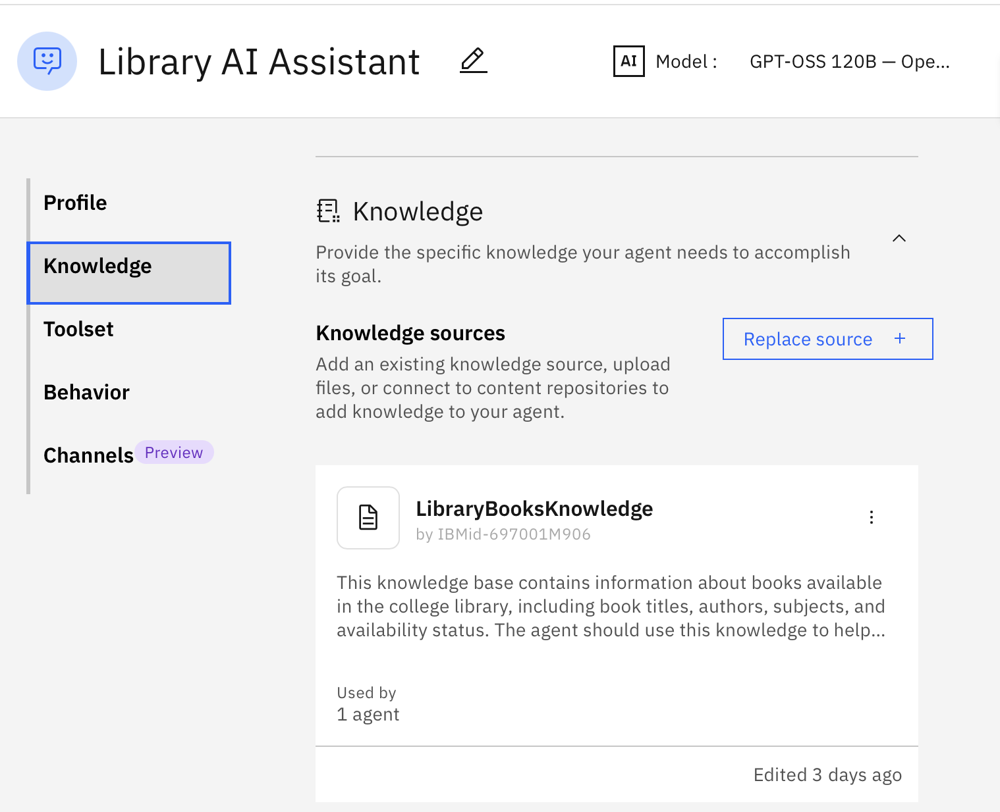 Library AI Assistant
AI Model : GPT-OSS 120B — Ope...
Profile
Knowledge
Toolset
Behavior
Channels Preview
Knowledge
Provide the specific knowledge your agent needs to accomplish
its goal.
Knowledge sources
Replace source +
Add an existing knowledge source, upload
files, or connect to content repositories to
add knowledge to your agent.
LibraryBooksKnowledge
by IBMid-697001M906
This knowledge base contains information about books available
in the college library, including book titles, authors, subjects, and
availability status. The agent should use this knowledge to help...
Used by
1 agent
Edited 3 days ago